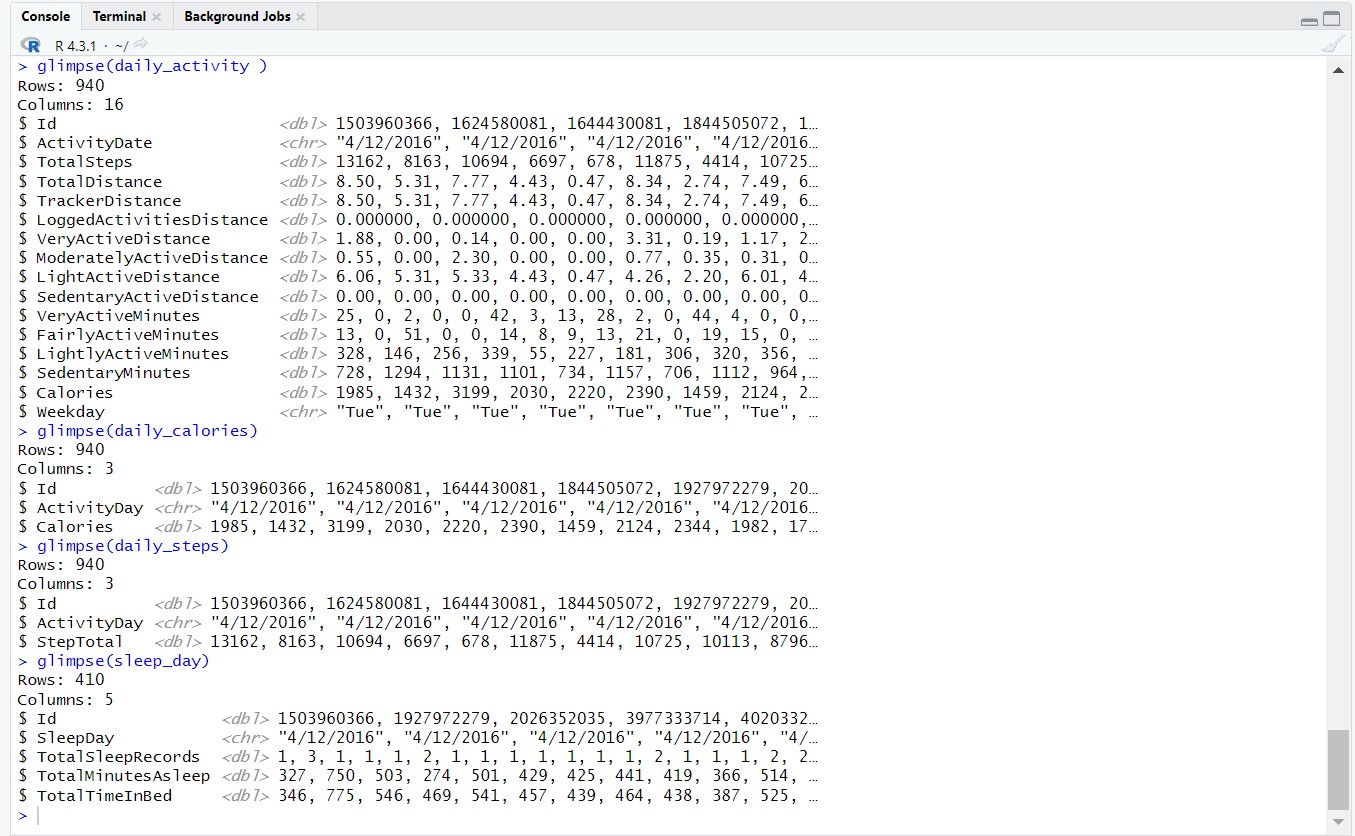 Console Terminal Background Jobs
R R 4.3.1 · ~/
> glimpse(daily_activity )
Rows: 940
Columns: 16
$ Id <dbl> 1503960366, 1624580081, 1644430081, 1844505072, 1…
$ ActivityDate <chr> "4/12/2016", "4/12/2016", "4/12/2016", "4/12/2016…
$ TotalSteps <dbl> 13162, 8163, 10694, 6697, 678, 11875, 4414, 10725…
$ TotalDistance <dbl> 8.50, 5.31, 7.77, 4.43, 0.47, 8.34, 2.74, 7.49, 6…
$ TrackerDistance <dbl> 8.50, 5.31, 7.77, 4.43, 0.47, 8.34, 2.74, 7.49, 6…
$ LoggedActivitiesDistance <dbl> 0.000000, 0.000000, 0.000000, 0.000000, 0.000000,…
$ VeryActiveDistance <dbl> 1.88, 0.00, 0.14, 0.00, 0.00, 3.31, 0.19, 1.17, 2…
$ ModeratelyActiveDistance <dbl> 0.55, 0.00, 2.30, 0.00, 0.00, 0.77, 0.35, 0.31, 0…
$ LightActiveDistance <dbl> 6.06, 5.31, 5.33, 4.43, 0.47, 4.26, 2.20, 6.01, 4…
$ SedentaryActiveDistance <dbl> 0.00, 0.00, 0.00, 0.00, 0.00, 0.00, 0.00, 0.00, 0…
$ VeryActiveMinutes <dbl> 25, 0, 2, 0, 0, 42, 3, 13, 28, 2, 0, 44, 4, 0, 0,…
$ FairlyActiveMinutes <dbl> 13, 0, 51, 0, 0, 14, 8, 9, 13, 21, 0, 19, 15, 0, …
$ LightlyActiveMinutes <dbl> 328, 146, 256, 339, 55, 227, 181, 306, 320, 356, …
$ SedentaryMinutes <dbl> 728, 1294, 1131, 1101, 734, 1157, 706, 1112, 964,…
$ Calories <dbl> 1985, 1432, 3199, 2030, 2220, 2390, 1459, 2124, 2…
$ Weekday <chr> "Tue", "Tue", "Tue", "Tue", "Tue", "Tue", "Tue", …
> glimpse(daily_calories)
Rows: 940
Columns: 3
$ Id <dbl> 1503960366, 1624580081, 1644430081, 1844505072, 1927972279, 20…
$ ActivityDay <chr> "4/12/2016", "4/12/2016", "4/12/2016", "4/12/2016", "4/12/2016…
$ Calories <dbl> 1985, 1432, 3199, 2030, 2220, 2390, 1459, 2124, 2344, 1982, 17…
> glimpse(daily_steps)
Rows: 940
Columns: 3
$ Id <dbl> 1503960366, 1624580081, 1644430081, 1844505072, 1927972279, 20…
$ ActivityDay <chr> "4/12/2016", "4/12/2016", "4/12/2016", "4/12/2016", "4/12/2016…
$ StepTotal <dbl> 13162, 8163, 10694, 6697, 678, 11875, 4414, 10725, 10113, 8796…
> glimpse(sleep_day)
Rows: 410
Columns: 5
$ Id <dbl> 1503960366, 1927972279, 2026352035, 3977333714, 4020332…
$ SleepDay <chr> "4/12/2016", "4/12/2016", "4/12/2016", "4/12/2016", "4/…
$ TotalSleepRecords <dbl> 1, 3, 1, 1, 1, 2, 1, 1, 1, 1, 1, 1, 1, 2, 1, 1, 1, 2, 2…
$ TotalMinutesAsleep <dbl> 327, 750, 503, 274, 501, 429, 425, 441, 419, 366, 514, …
$ TotalTimeInBed <dbl> 346, 775, 546, 469, 541, 457, 439, 464, 438, 387, 525, …
>